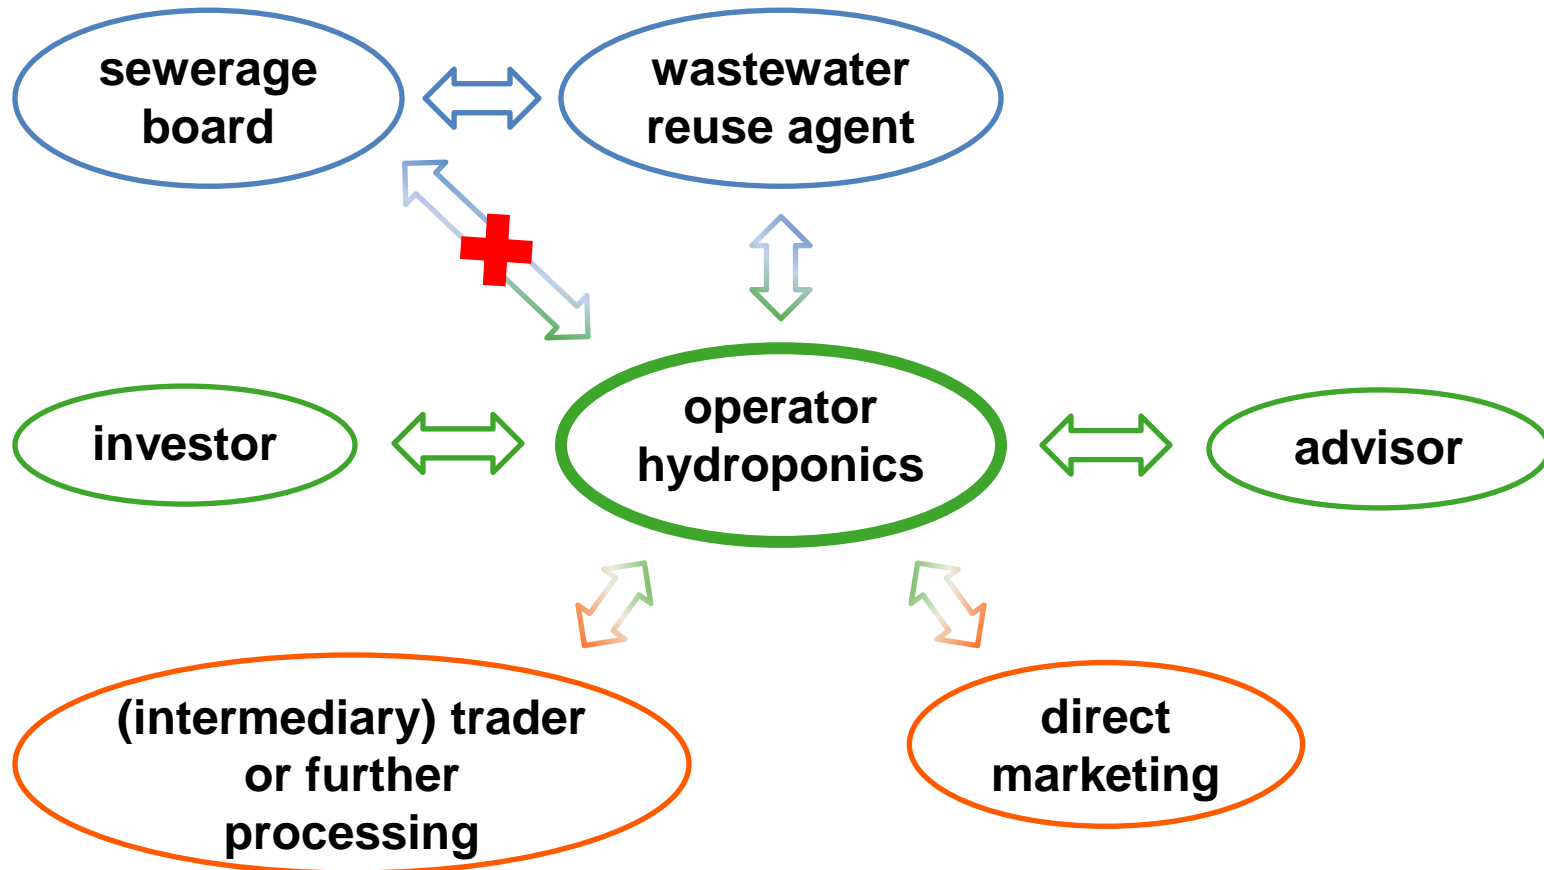 sewerage
board
wastewater
reuse agent
investor
operator
hydroponics
advisor
(intermediary) trader
or further
processing
direct
marketing